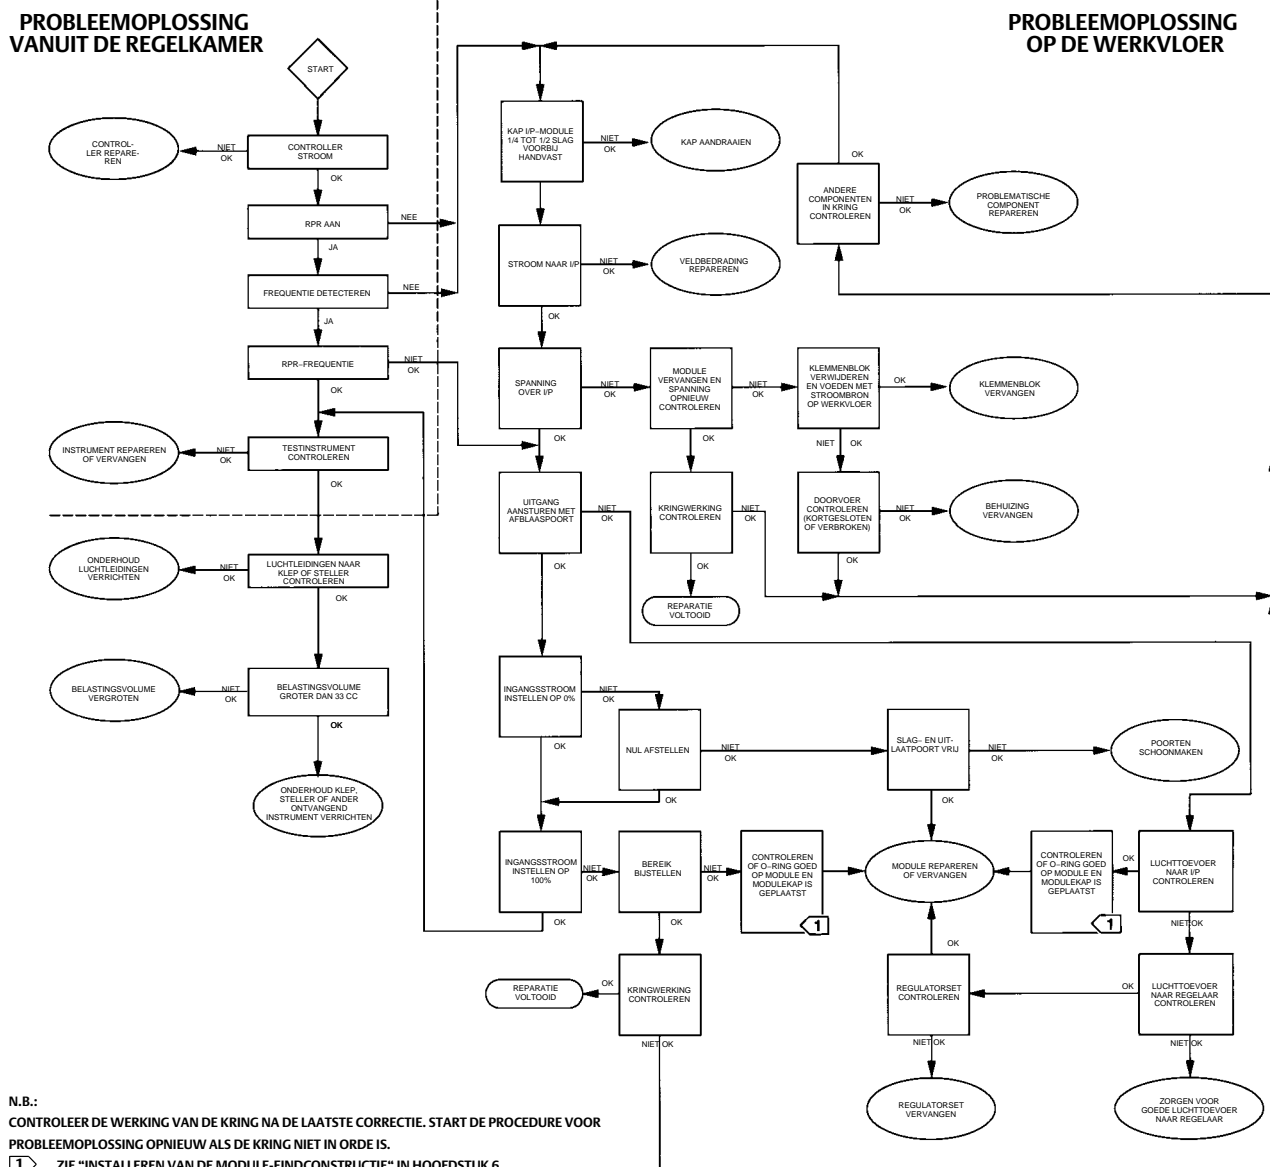 PROBLEEMOPLOSSING
VANUIT DE REGELKAMER
PROBLEEMOPLOSSING
OP DE WERKVLOER
START
CONTROL-
LER REPARE-
REN
NIET
OK
CONTROLLER
STROOM
OK
RPR AAN
NEE
JA
FREQUENTIE DETECTEREN
NEE
JA
RPR–FREQUENTIE
NIET
OK
OK
INSTRUMENT REPAREREN
OF VERVANGEN
NIET
OK
TESTINSTRUMENT
CONTROLEREN
OK
ONDERHOUD
LUCHTLEIDINGEN
VERRICHTEN
NIET
OK
LUCHTLEIDINGEN NAAR
KLEP OF STELLER
CONTROLEREN
OK
BELASTINGSVOLUME
VERGROTEN
NIET
OK
BELASTINGSVOLUME
GROTER DAN 33 CC
OK
ONDERHOUD KLEP,
STELLER OF ANDER
ONTVANGEND
INSTRUMENT VERRICHTEN
KAP I/P–MODULE
1/4 TOT 1/2 SLAG
VOORBIJ
HANDVAST
NIET
OK
KAP AANDRAAIEN
STROOM NAAR I/P
NIET
OK
VELDBEDRADING
REPAREREN
OK
ANDERE
COMPONENTEN
IN KRING
CONTROLEREN
OK
NIET
OK
PROBLEMATISCHE
COMPONENT
REPAREREN
SPANNING
OVER I/P
NIET
OK
OK
MODULE
VERVANGEN EN
SPANNING
OPNIEUW
CONTROLEREN
NIET
OK
OK
KLEMMENBLOK
VERWIJDEREN
EN VOEDEN MET
STROOMBRON
OP WERKVLOER
OK
NIET OK
KLEMMENBLOK
VERVANGEN
UITGANG
AANSTUREN MET
AFBLAASPOORT
NIET
OK
OK
KRINGWERKING
CONTROLEREN
NIET
OK
OK
REPARATIE
VOLTOOID
DOORVOER
CONTROLEREN
(KORTGESLOTEN
OF VERBROKEN)
NIET
OK
OK
BEHUIZING
VERVANGEN
INGANGSSTROOM
INSTELLEN OP 0%
NIET
OK
OK
NUL AFSTELLEN
NIET
OK
OK
SLAG– EN UIT-
LAATPOORT VRIJ
NIET
OK
OK
POORTEN
SCHOONMAKEN
INGANGSSTROOM
INSTELLEN OP
100%
NIET
OK
OK
BEREIK
BIJSTELLEN
NIET
OK
OK
CONTROLEREN
OF O–RING GOED
OP MODULE EN
MODULEKAP IS
GEPLAATST
1
MODULE REPAREREN
OF VERVANGEN
CONTROLEREN
OF O–RING GOED
OP MODULE EN
MODULEKAP IS
GEPLAATST
1
OK
LUCHTTOEVOER
NAAR I/P
CONTROLEREN
NIET OK
REPARATIE
VOLTOOID
OK
KRINGWERKING
CONTROLEREN
NIET OK
OK
REGULATORSET
CONTROLEREN
NIET OK
OK
LUCHTTOEVOER
NAAR REGELAAR
CONTROLEREN
NIET OK
REGULATORSET
VERVANGEN
ZORGEN VOOR
GOEDE LUCHTTOEVOER
NAAR REGELAAR
N.B.:
CONTROLEER DE WERKING VAN DE KRING NA DE LAATSTE CORRECTIE. START DE PROCEDURE VOOR
PROBLEEMOPLOSSING OPNIEUW ALS DE KRING NIET IN ORDE IS.
1 ZIE "INSTALLEREN VAN DE MODULE-EINDCONSTRUCTIE" IN HOOFDSTUK 6.